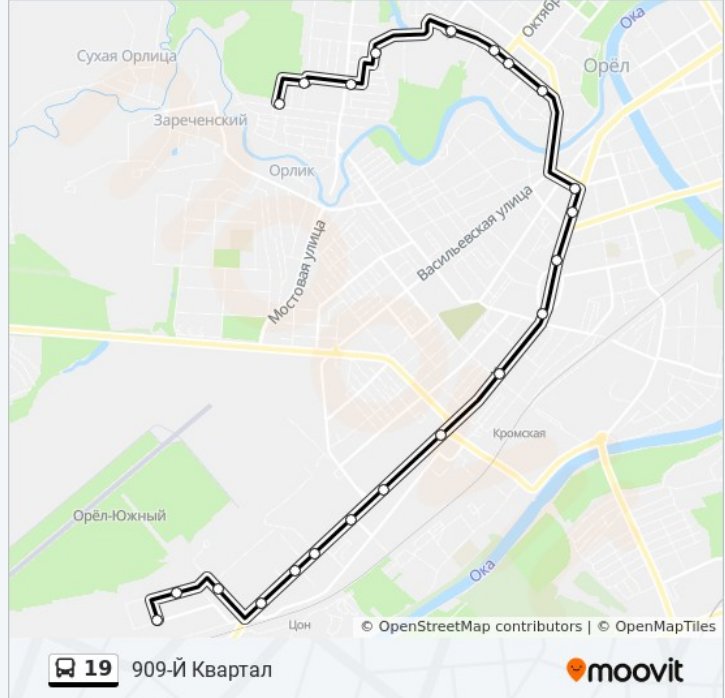 Октябр
Ока
Сухая Орлица
Орёл
Зареченский
Орлик
Васильевская улица
Мостовая улица
Кромская
Орёл-Южный
Ока
Цон
© OpenStreetMap contributors | © OpenMapTiles
19 909-Й Квартал
moovit